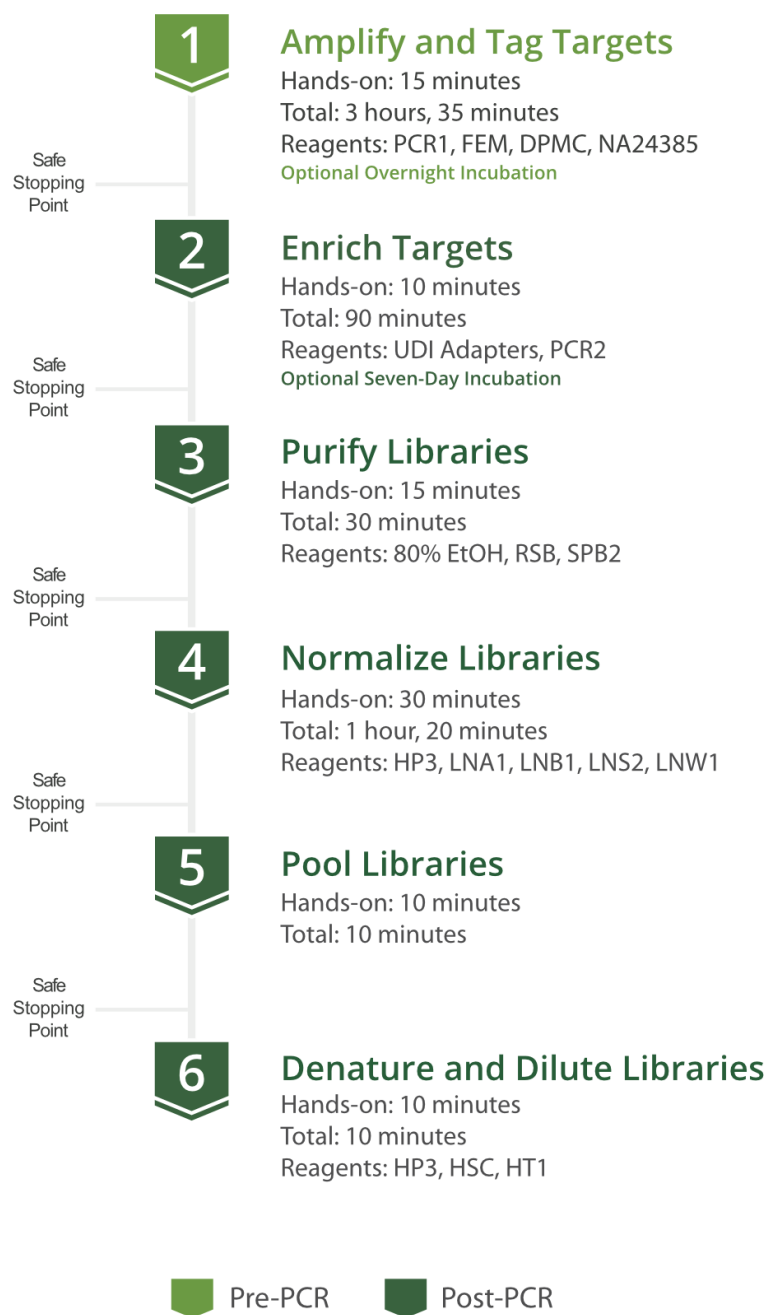 1
Amplify and Tag Targets
Hands-on: 15 minutes
Total: 3 hours, 35 minutes
Reagents: PCR1, FEM, DPMC, NA24385
Optional Overnight Incubation
Safe
Stopping
Point
2
Enrich Targets
Hands-on: 10 minutes
Total: 90 minutes
Reagents: UDI Adapters, PCR2
Optional Seven-Day Incubation
Safe
Stopping
Point
3
Purify Libraries
Hands-on: 15 minutes
Total: 30 minutes
Reagents: 80% EtOH, RSB, SPB2
Safe
Stopping
Point
4
Normalize Libraries
Hands-on: 30 minutes
Total: 1 hour, 20 minutes
Reagents: HP3, LNA1, LNB1, LNS2, LNW1
Safe
Stopping
Point
5
Pool Libraries
Hands-on: 10 minutes
Total: 10 minutes
Safe
Stopping
Point
6
Denature and Dilute Libraries
Hands-on: 10 minutes
Total: 10 minutes
Reagents: HP3, HSC, HT1
Pre-PCR
Post-PCR